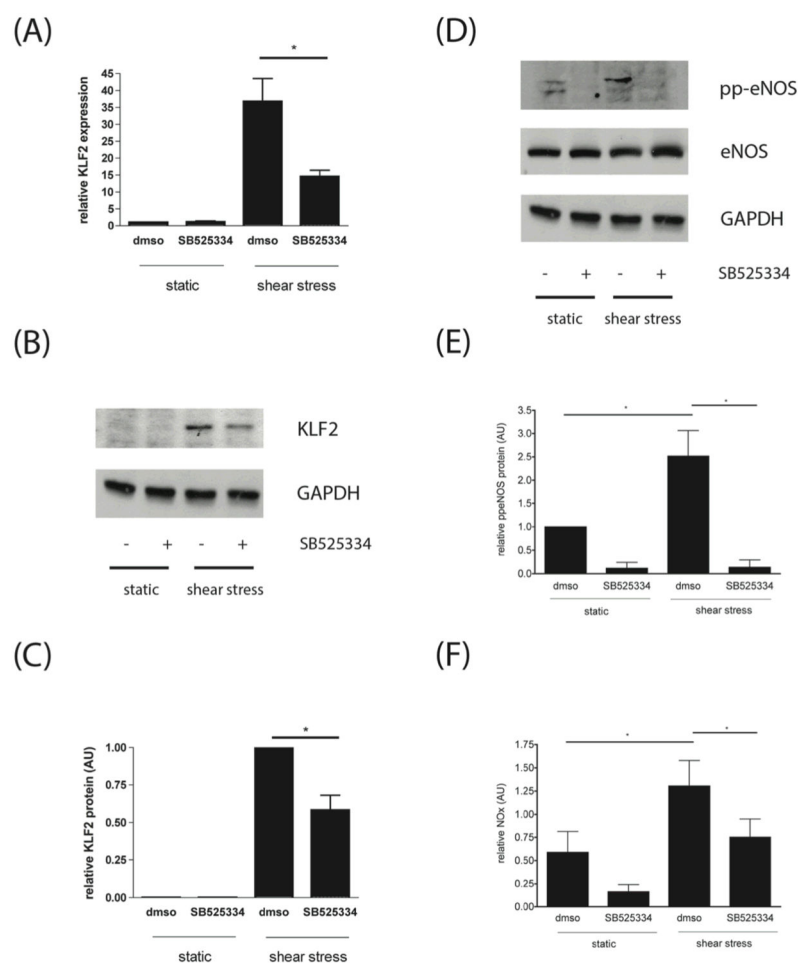 (A)
*
relative KLF2 expression
45
40
35
30
25
20
15
10
5
0
dmso SB525334 dmso SB525334
static shear stress
(B)
KLF2
GAPDH
- + - + SB525334
static shear stress
(C)
*
relative KLF2 protein (AU)
1.00
0.75
0.50
0.25
0.00
dmso SB525334 dmso SB525334
static shear stress
(D)
pp-eNOS
eNOS
GAPDH
- + - + SB525334
static shear stress
(E)
* *
relative ppeNOS protein (AU)
3.5
3.0
2.5
2.0
1.5
1.0
0.5
0.0
dmso SB525334 dmso SB525334
static shear stress
(F)
* *
relative NOx (AU)
1.75
1.50
1.25
1.00
0.75
0.50
0.25
0.00
dmso SB525334 dmso SB525334
static shear stress